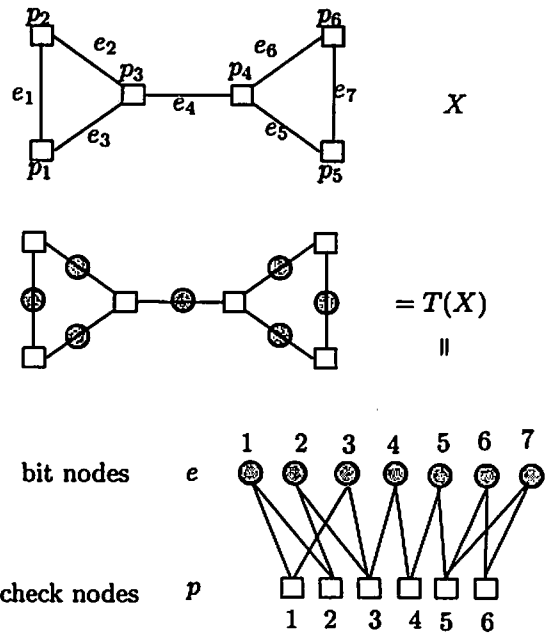 p₂ p₆
e₂ e₆
p₃ p₄
e₁ e₄ e₇ X
e₃ e₅
p₁ p₅
= T(X)
॥
1 2 3 4 5 6 7
bit nodes e
check nodes p
1 2 3 4 5 6